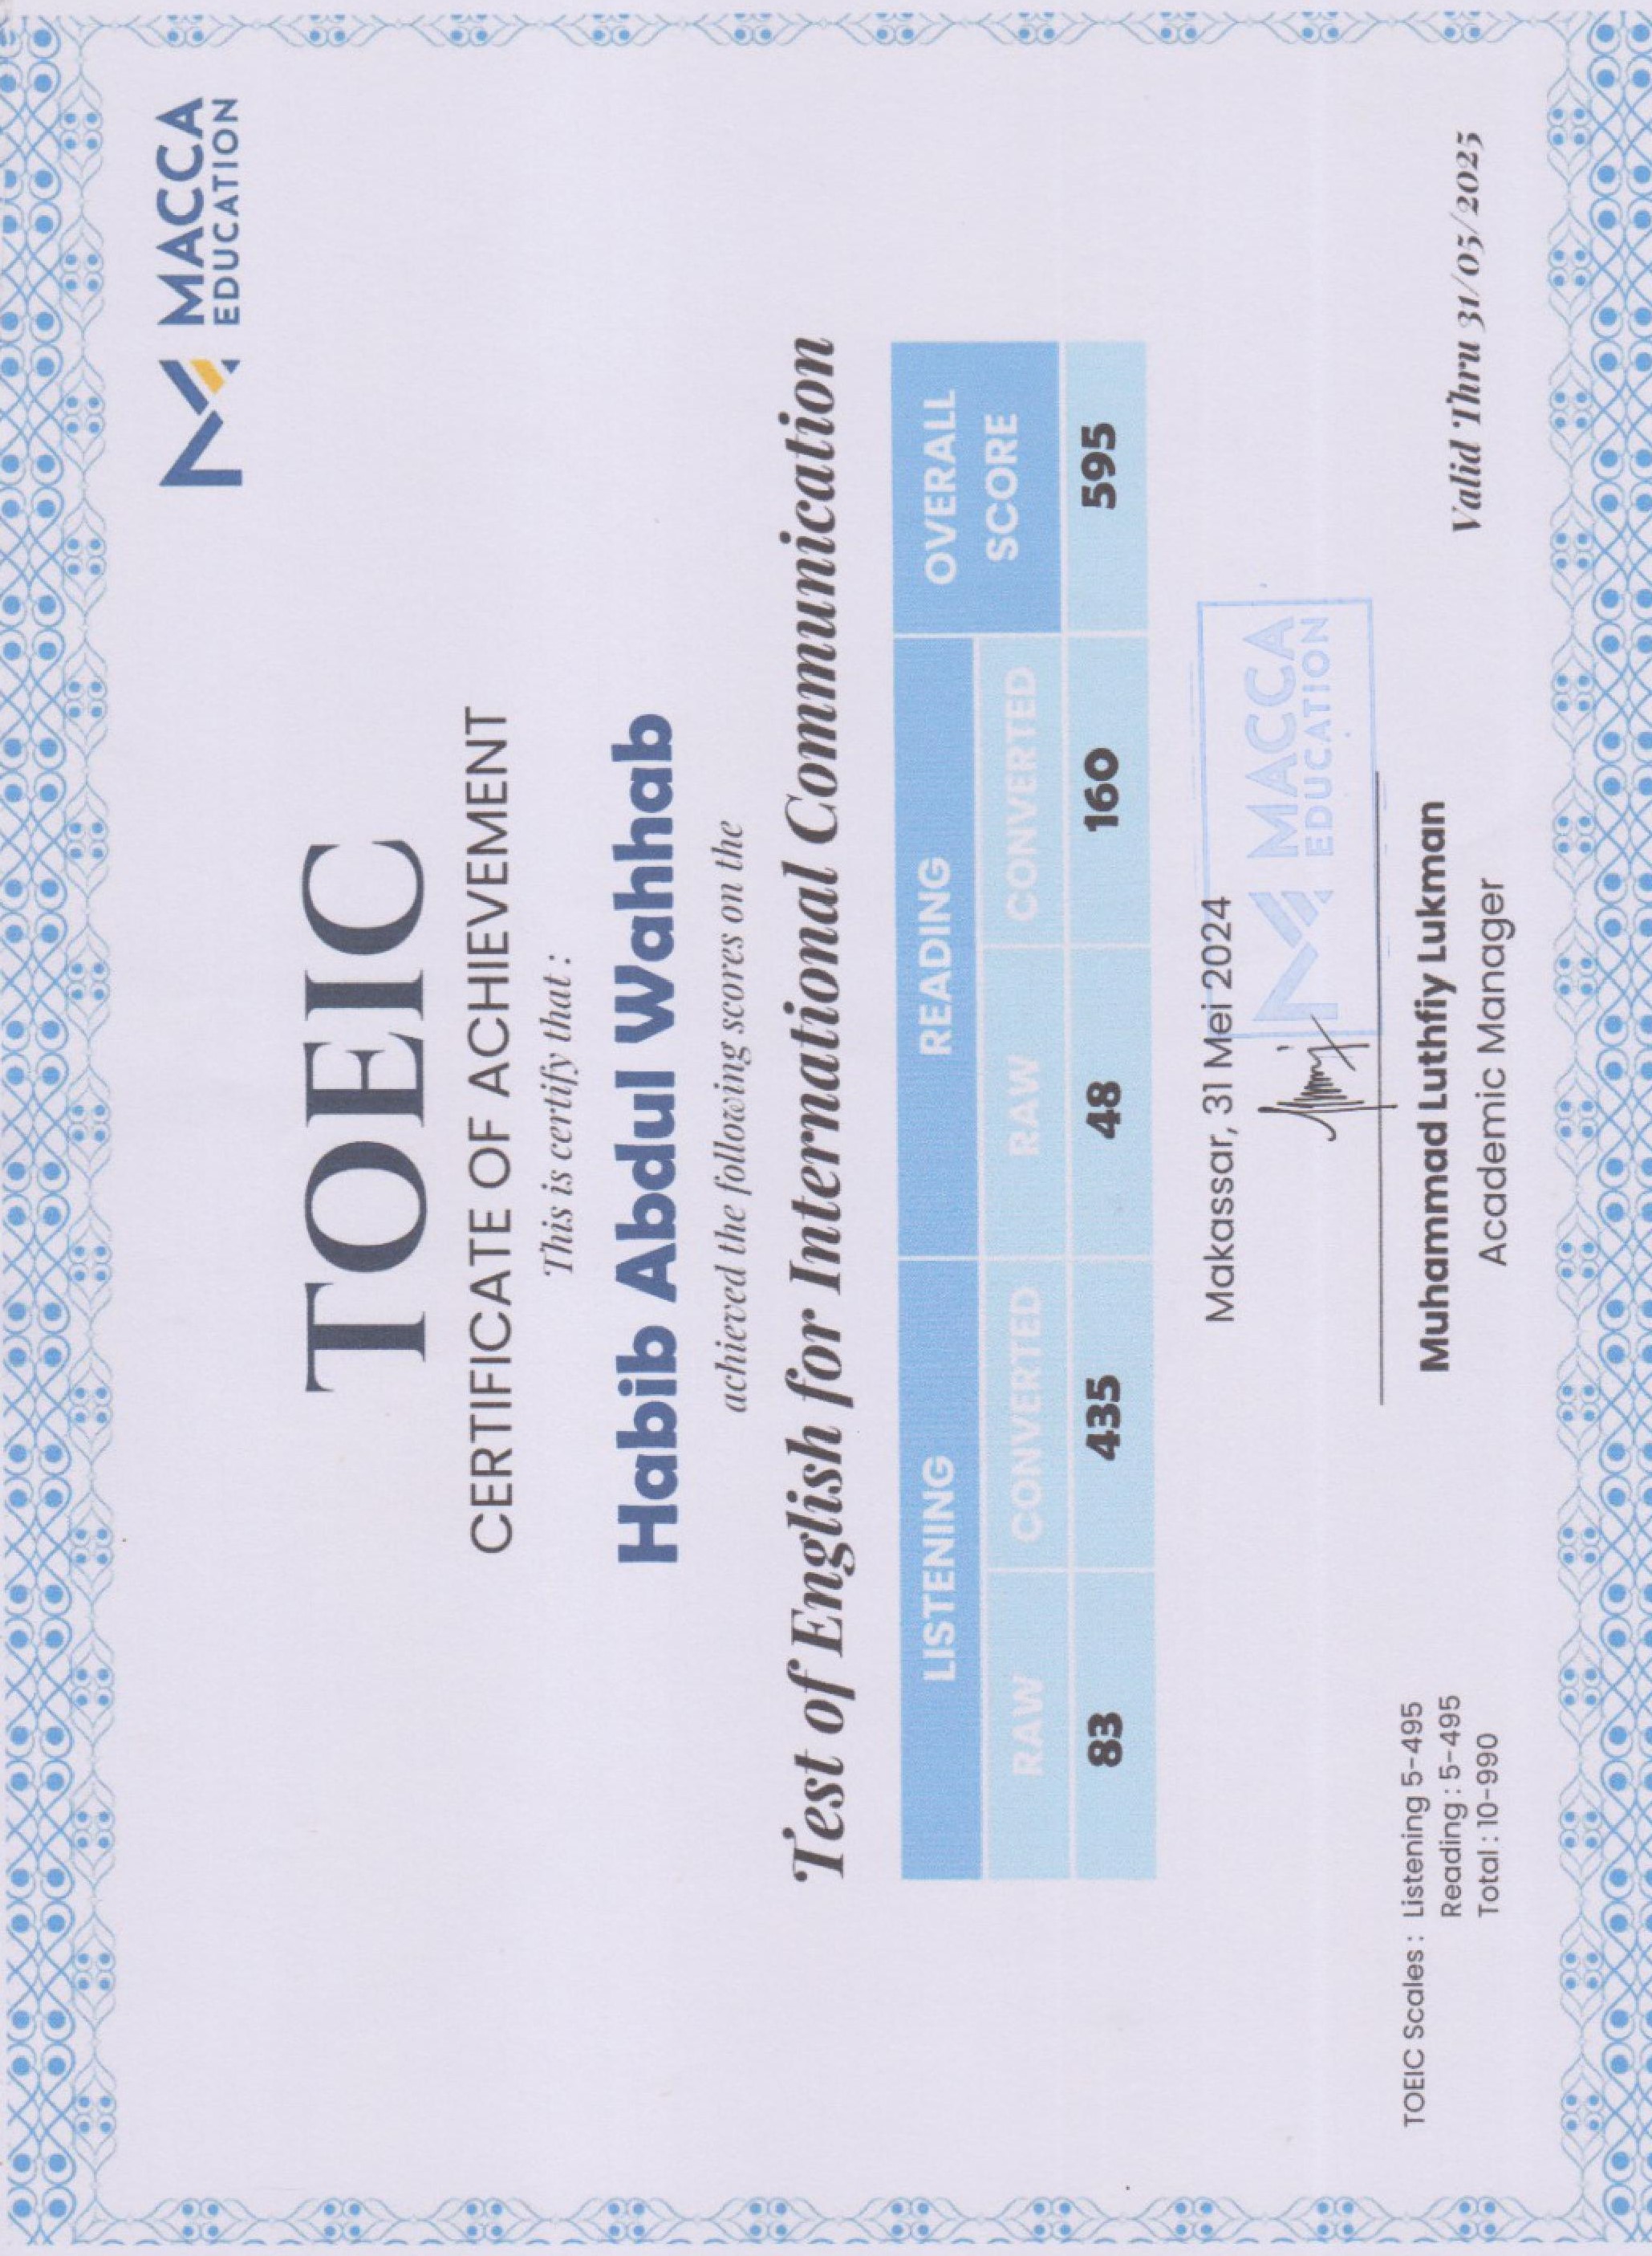 MACCA
EDUCATION
TOEIC
CERTIFICATE OF ACHIEVEMENT
This is certify that :
Habib Abdul Wahhab
achieved the following scores on the
Test of English for International Communication
LISTENING READING OVERALL SCORE
RAW CONVERTED RAW CONVERTED
83 435 48 160 595
Makassar, 31 Mei 2024
MACCA
EDUCATION
Muhammad Luthfiy Lukman
Academic Manager
TOEIC Scales : Listening 5-495
Reading : 5-495
Total : 10-990
Valid Thru 31/05/2025